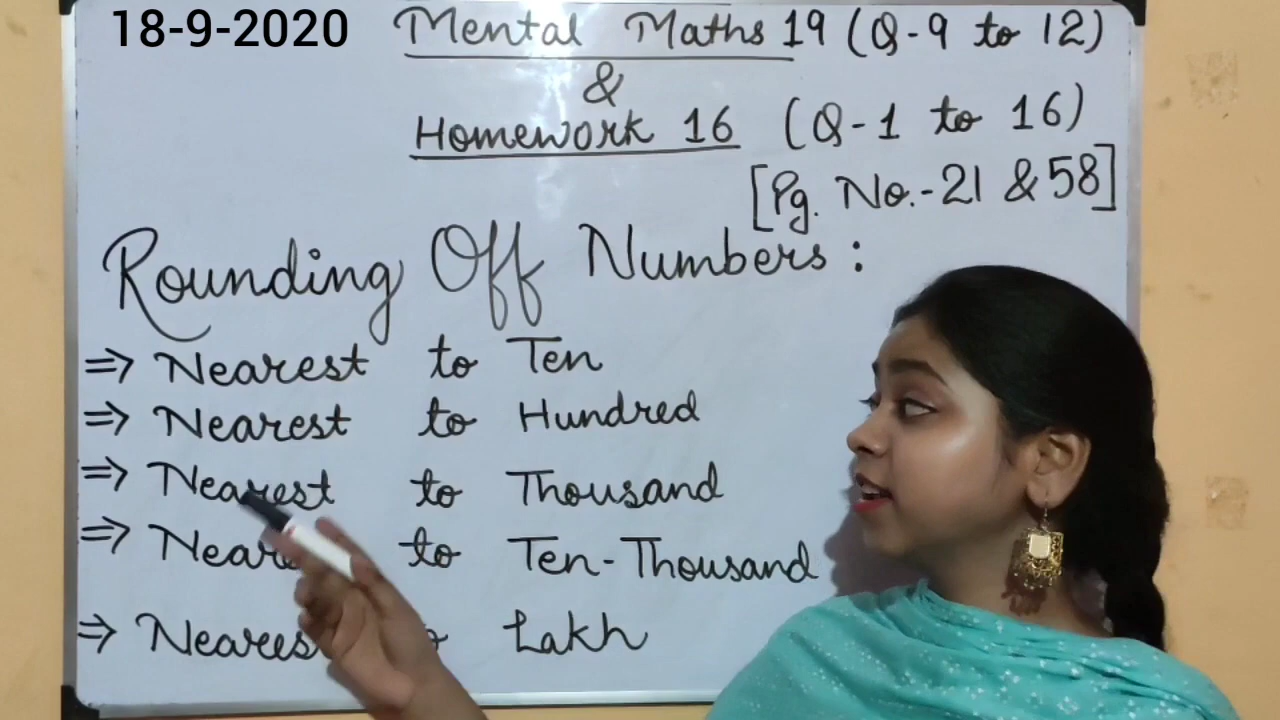 18-9-2020 Mental Maths 19 (Q-9 to 12)
&
Homework 16 (Q-1 to 16)
[Pg. No.-21 & 58]
Rounding Off Numbers :
⇒ Nearest to Ten
⇒ Nearest to Hundred
⇒ Nearest to Thousand
⇒ to Ten-Thousand
⇒ Lakh